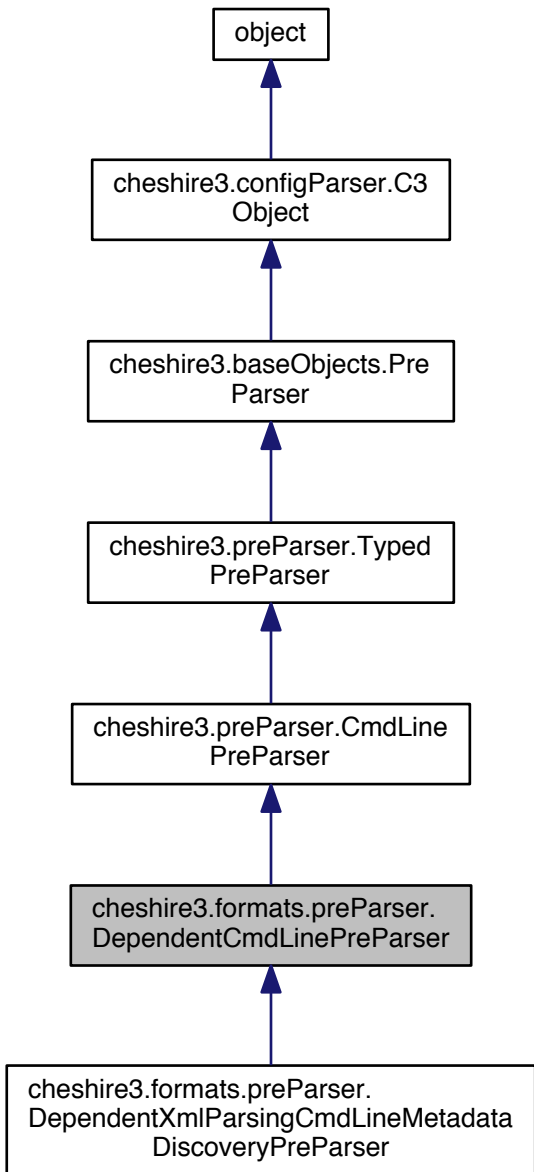 object
cheshire3.configParser.C3
Object
cheshire3.baseObjects.Pre
Parser
cheshire3.preParser.Typed
PreParser
cheshire3.preParser.CmdLine
PreParser
cheshire3.formats.preParser.
DependentCmdLinePreParser
cheshire3.formats.preParser.
DependentXmlParsingCmdLineMetadata
DiscoveryPreParser